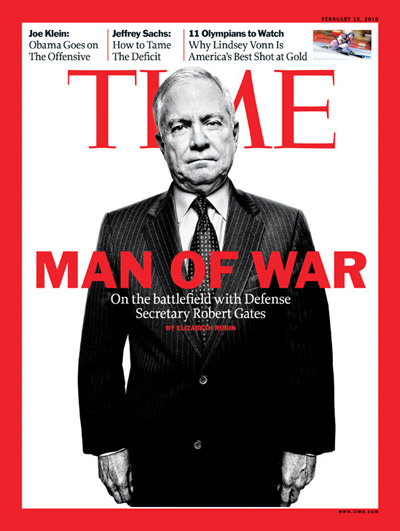 FEBRUARY 15, 2010
Joe Klein:
Obama Goes on
The Offensive
Jeffrey Sachs:
How to Tame
The Deficit
11 Olympians to Watch
Why Lindsey Vonn Is
America's Best Shot at Gold
TIME
MAN OF WAR
On the battlefield with Defense
Secretary Robert Gates
BY ELIZABETH RUBIN
www.time.com